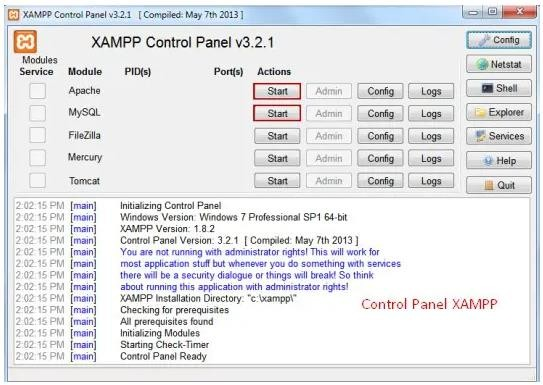 XAMPP Control Panel v3.2.1 [ Compiled: May 7th 2013 ]
XAMPP Control Panel v3.2.1
Config
Modules
Service Module PID(s) Port(s) Actions
Netstat
Apache Start Admin Config Logs
Shell
MySQL Start Admin Config Logs
Explorer
FileZilla Start Admin Config Logs
Services
Mercury Start Admin Config Logs
Help
Tomcat Start Admin Config Logs
Quit
2:02:15 PM [main] Initializing Control Panel
2:02:15 PM [main] Windows Version: Windows 7 Professional SP1 64-bit
2:02:15 PM [main] XAMPP Version: 1.8.2
2:02:15 PM [main] Control Panel Version: 3.2.1 [ Compiled: May 7th 2013 ]
2:02:15 PM [main] You are not running with administrator rights! This will work for
2:02:15 PM [main] most application stuff but whenever you do something with services
2:02:15 PM [main] there will be a security dialogue or things will break! So think
2:02:15 PM [main] about running this application with administrator rights!
2:02:15 PM [main] XAMPP Installation Directory: "c:\xampp\"
Control Panel XAMPP
2:02:15 PM [main] Checking for prerequisites
2:02:15 PM [main] All prerequisites found
2:02:15 PM [main] Initializing Modules
2:02:15 PM [main] Starting Check-Timer
2:02:15 PM [main] Control Panel Ready